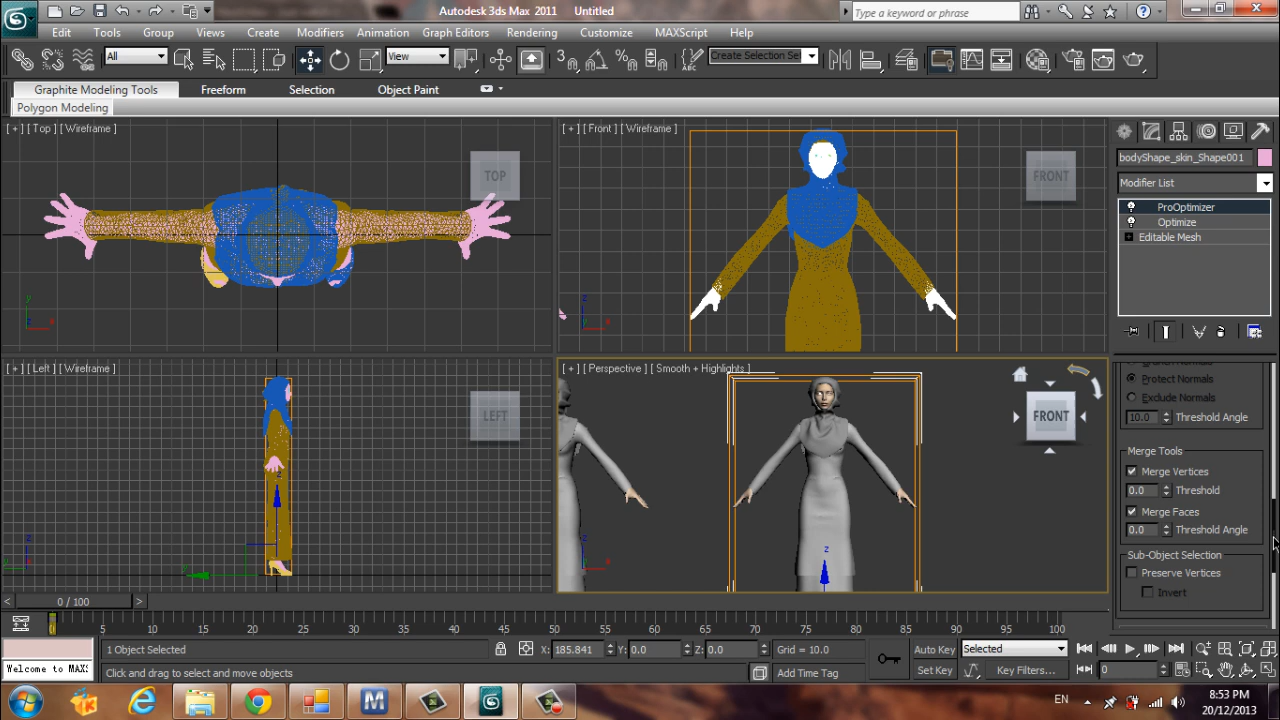 Autodesk 3ds Max 2011 Untitled
Type a keyword or phrase
Edit Tools Group Views Create Modifiers Animation Graph Editors Rendering Customize MAXScript Help
All View Create Selection Sel
Graphite Modeling Tools Freeform Selection Object Paint
Polygon Modeling
[ + ] [ Top ] [ Wireframe ]
TOP
[ + ] [ Front ] [ Wireframe ]
FRONT
bodyShape_skin_Shape001
Modifier List
ProOptimizer
Optimize
Editable Mesh
[ + ] [ Left ] [ Wireframe ]
LEFT
[ + ] [ Perspective ] [ Smooth + Highlights ]
FRONT
Protect Normals
Exclude Normals
10.0 Threshold Angle
Merge Tools
Merge Vertices
0.0 Threshold
Merge Faces
0.0 Threshold Angle
Sub-Object Selection
Preserve Vertices
Invert
< 0 / 100 >
0 5 10 15 20 25 30 35 40 45 50 55 60 65 70 75 80 85 90 95 100
1 Object Selected X: 185.841 Y: 0.0 Z: 0.0 Grid = 10.0 Auto Key Selected
Welcome to MAX Click and drag to select and move objects Add Time Tag Set Key Key Filters... 0
EN 8:53 PM
20/12/2013